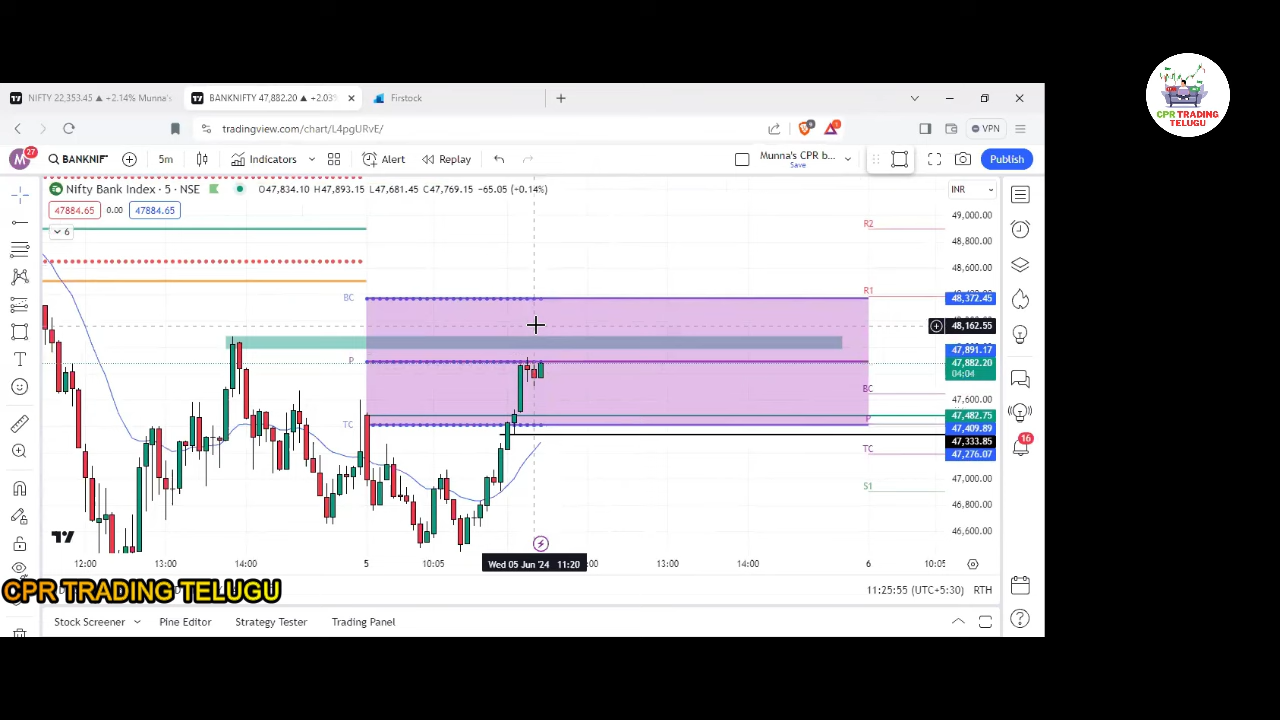 CPR TRADING
TELUGU
NIFTY 22,353.45 ▲ +2.14% Munna's
BANKNIFTY 47,882.20 ▲ +2.03%
Firstock
tradingview.com/chart/L4pgURvE/
VPN
M
27
BANKNIF
5m
Indicators
Alert
Replay
Munna's CPR b...
Save
Publish
Nifty Bank Index · 5 · NSE
O47,834.10 H47,893.15 L47,681.45 C47,769.15 −65.05 (+0.14%)
INR
47884.65
0.00
47884.65
6
49,000.00
R2
48,800.00
48,600.00
R1
BC
48,372.45
48,162.55
47,891.17
P
47,882.20
04:04
BC
47,600.00
47,482.75
P
TC
47,409.89
47,333.85
TC
47,276.07
47,000.00
S1
46,800.00
46,600.00
16
12:00
13:00
14:00
5
10:05
Wed 05 Jun '24 11:20
:00
13:00
14:00
6
10:05
CPR TRADING TELUGU
11:25:55 (UTC+5:30)
RTH
Stock Screener
Pine Editor
Strategy Tester
Trading Panel